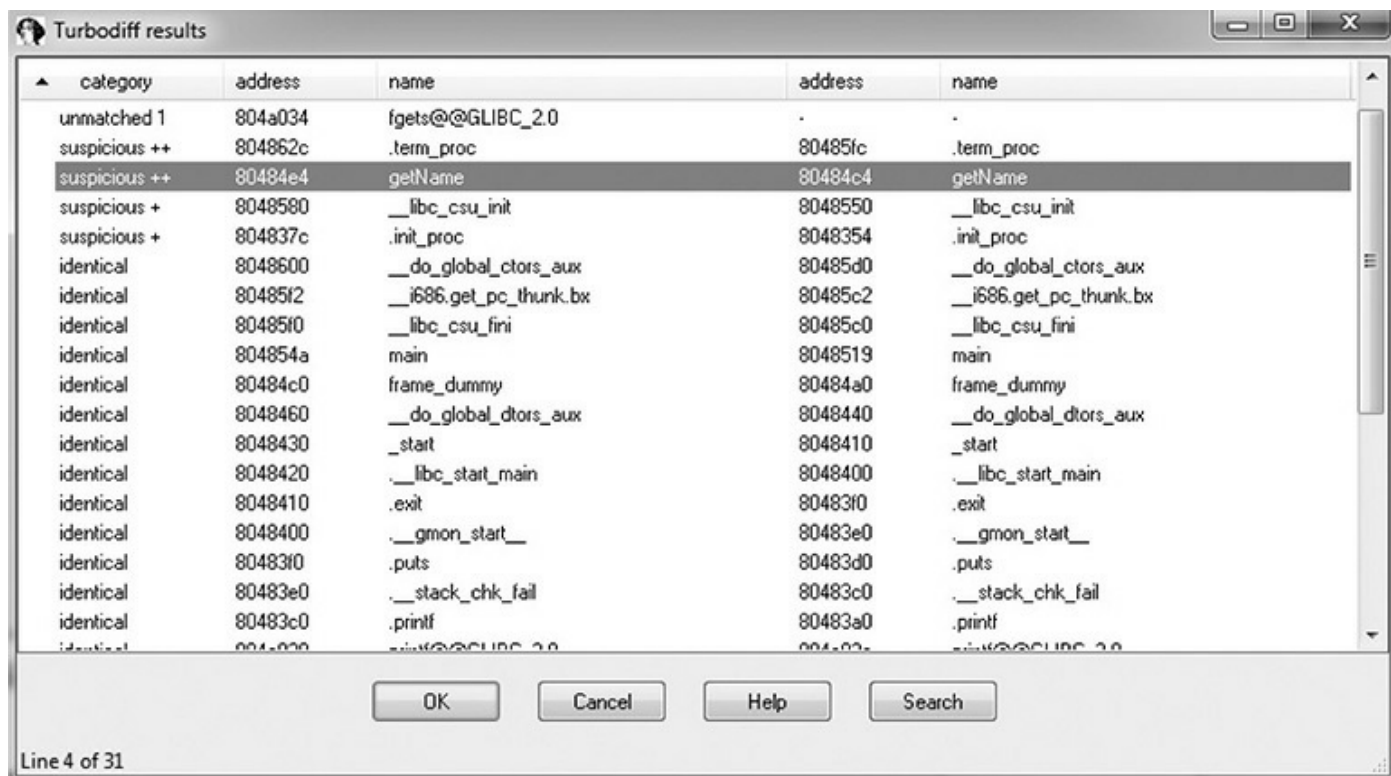 Turbodiff results
category address name address name
unmatched 1 804a034 fgets@@GLIBC_2.0 - -
suspicious ++ 804862c .term_proc 80485fc .term_proc
suspicious ++ 80484e4 getName 80484c4 getName
suspicious + 8048580 __libc_csu_init 8048550 __libc_csu_init
suspicious + 804837c .init_proc 8048354 .init_proc
identical 8048600 __do_global_ctors_aux 80485d0 __do_global_ctors_aux
identical 80485f2 __i686.get_pc_thunk.bx 80485c2 __i686.get_pc_thunk.bx
identical 80485f0 __libc_csu_fini 80485c0 __libc_csu_fini
identical 804854a main 8048519 main
identical 80484c0 frame_dummy 80484a0 frame_dummy
identical 8048460 __do_global_dtors_aux 8048440 __do_global_dtors_aux
identical 8048430 _start 8048410 _start
identical 8048420 .__libc_start_main 8048400 .__libc_start_main
identical 8048410 .exit 80483f0 .exit
identical 8048400 .__gmon_start__ 80483e0 .__gmon_start__
identical 80483f0 .puts 80483d0 .puts
identical 80483e0 .__stack_chk_fail 80483c0 .__stack_chk_fail
identical 80483c0 .printf 80483a0 .printf
OK Cancel Help Search
Line 4 of 31